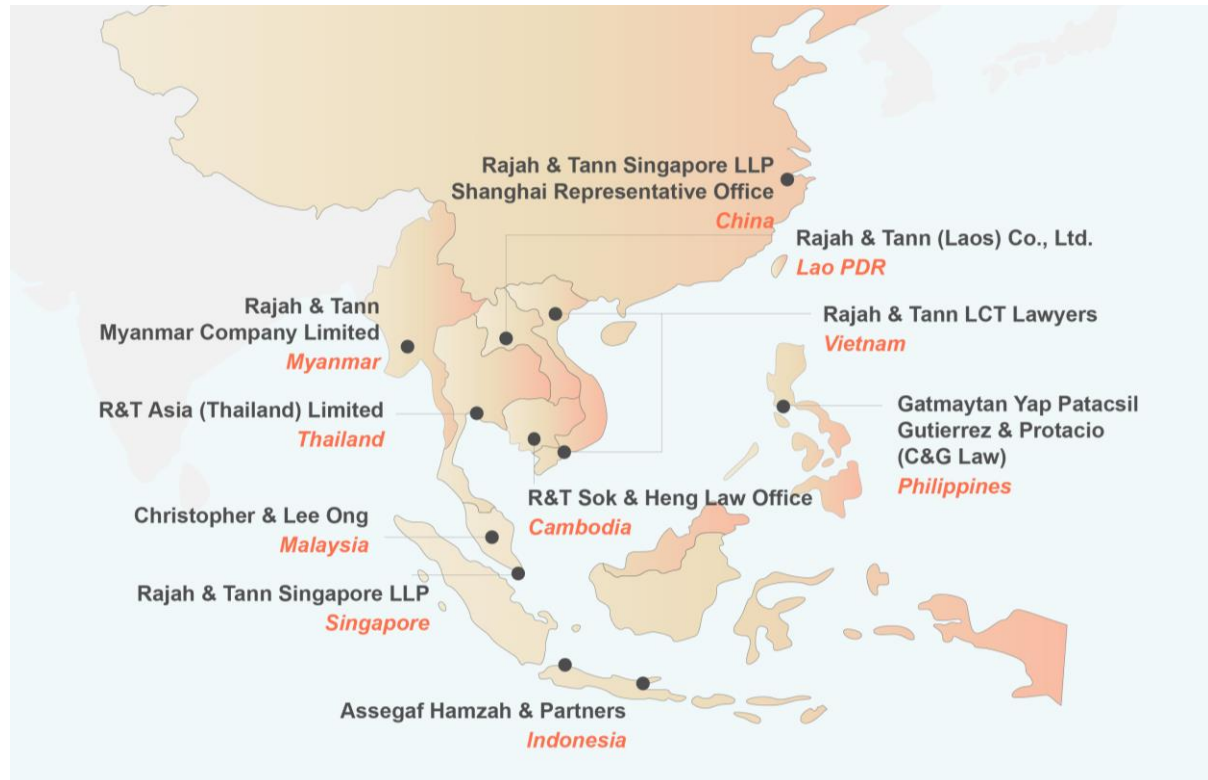 Rajah & Tann Singapore LLP
Shanghai Representative Office
China
Rajah & Tann (Laos) Co., Ltd.
Lao PDR
Rajah & Tann
Myanmar Company Limited
Myanmar
Rajah & Tann LCT Lawyers
Vietnam
R&T Asia (Thailand) Limited
Thailand
Gatmaytan Yap Patacsil
Gutierrez & Protacio
(C&G Law)
Philippines
R&T Sok & Heng Law Office
Cambodia
Christopher & Lee Ong
Malaysia
Rajah & Tann Singapore LLP
Singapore
Assegaf Hamzah & Partners
Indonesia